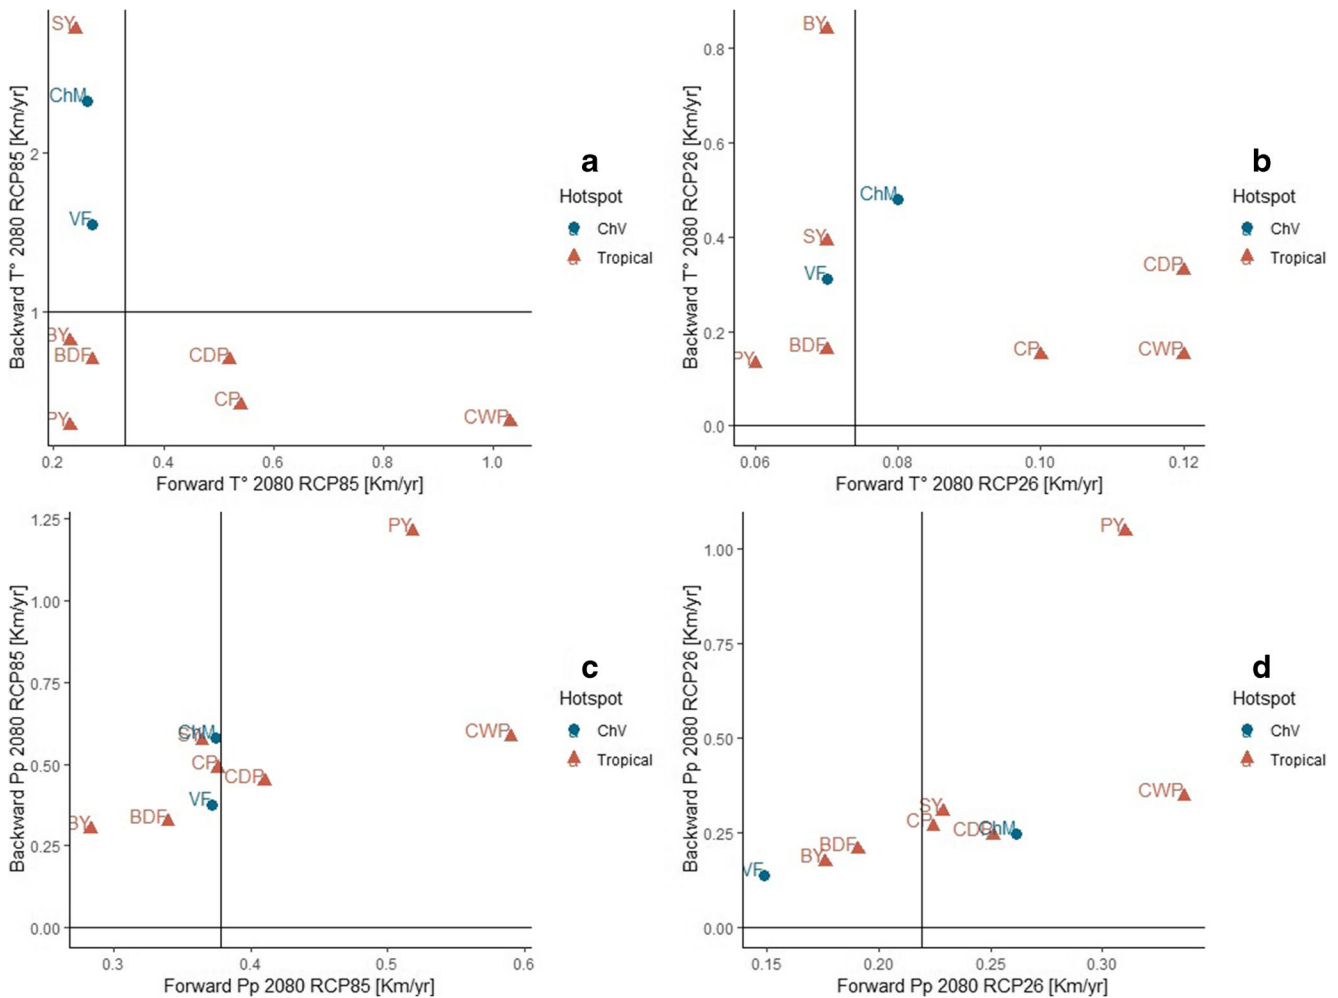 SY
ChM
2
VF
1
BY
BDF
CDP
CP
PY
CWP
0.2 0.4 0.6 0.8 1.0
Forward T° 2080 RCP85 [Km/yr]
Backward T° 2080 RCP85 [Km/yr]
a
Hotspot
ChV
Tropical
BY
0.8
0.6
ChM
0.4
SY
VF
CDP
0.2
BDF
PY
CP
CWP
0.0
0.06 0.08 0.10 0.12
Forward T° 2080 RCP26 [Km/yr]
Backward T° 2080 RCP26 [Km/yr]
b
Hotspot
ChV
Tropical
1.25
PY
1.00
0.75
ChM
SY
CWP
CP
0.50
CDP
VF
BDF
BY
0.25
0.00
0.3 0.4 0.5 0.6
Forward Pp 2080 RCP85 [Km/yr]
Backward Pp 2080 RCP85 [Km/yr]
c
Hotspot
ChV
Tropical
PY
1.00
0.75
0.50
CWP
SY
CP
0.25
CDP
ChM
BDF
BY
VF
0.00
0.15 0.20 0.25 0.30
Forward Pp 2080 RCP26 [Km/yr]
Backward Pp 2080 RCP26 [Km/yr]
d
Hotspot
ChV
Tropical